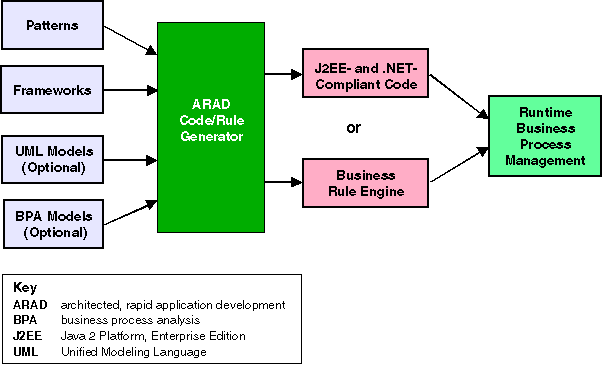 Patterns
Frameworks
UML Models
(Optional)
BPA Models
(Optional)
ARAD
Code/Rule
Generator
J2EE- and .NET-
Compliant Code
or
Business
Rule Engine
Runtime
Business
Process
Management
Key
ARAD architected, rapid application development
BPA business process analysis
J2EE Java 2 Platform, Enterprise Edition
UML Unified Modeling Language